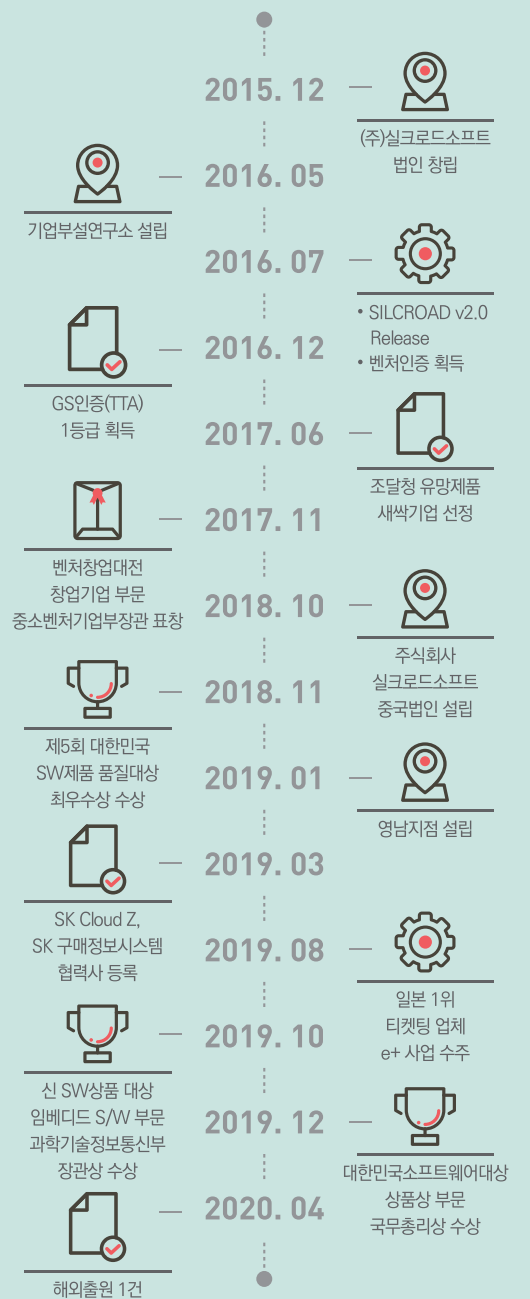 2015. 12
(주)실크로드소프트
법인 창립
2016. 05
기업부설연구소 설립
2016. 07
• SILCROAD v2.0
Release
• 벤처인증 획득
2016. 12
GS인증(TTA)
1등급 획득
2017. 06
조달청 유망제품
새싹기업 선정
2017. 11
벤처창업대전
창업기업 부문
중소벤처기업부장관 표창
2018. 10
주식회사
실크로드소프트
중국법인 설립
2018. 11
제5회 대한민국
SW제품 품질대상
최우수상 수상
2019. 01
영남지점 설립
2019. 03
SK Cloud Z,
SK 구매정보시스템
협력사 등록
2019. 08
일본 1위
티켓팅 업체
e+ 사업 수주
2019. 10
신 SW상품 대상
임베디드 S/W 부문
과학기술정보통신부
장관상 수상
2019. 12
대한민국소프트웨어대상
상품상 부문
국무총리상 수상
2020. 04
해외출원 1건